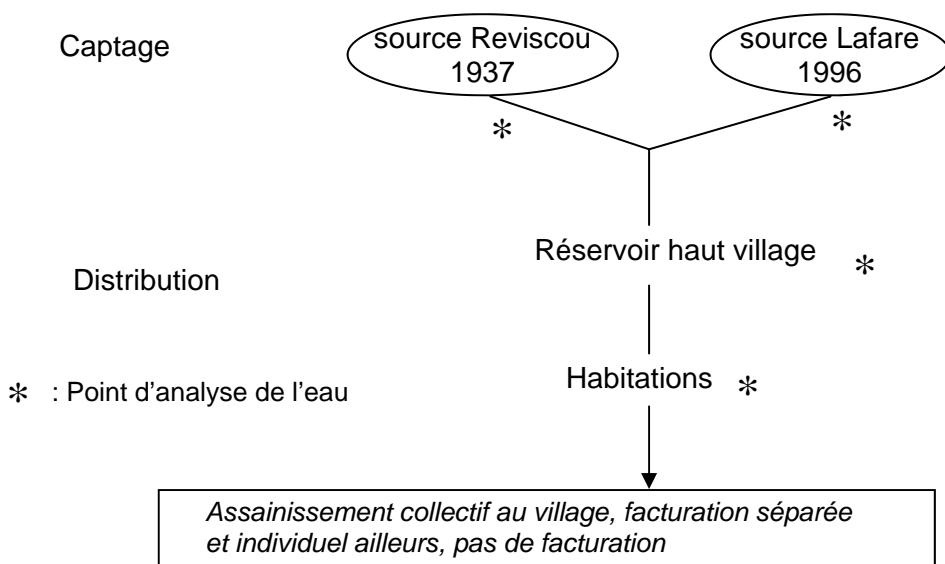 Captage
source Reviscou
1937
source Lafare
1996
*
*
Réservoir haut village *
Distribution
Habitations *
* : Point d’analyse de l’eau
Assainissement collectif au village, facturation séparée
et individuel ailleurs, pas de facturation